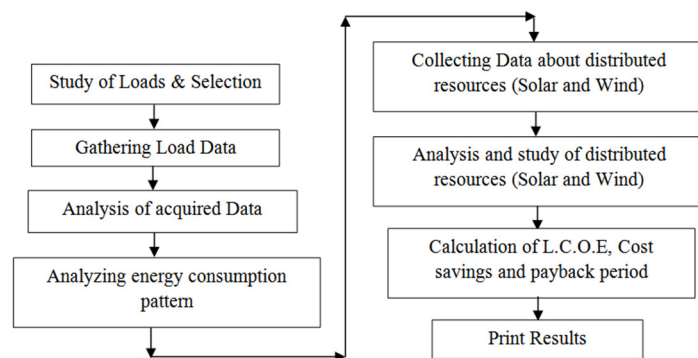 Study of Loads & Selection
Gathering Load Data
Analysis of acquired Data
Analyzing energy consumption
pattern
Collecting Data about distributed
resources (Solar and Wind)
Analysis and study of distributed
resources (Solar and Wind)
Calculation of L.C.O.E, Cost
savings and payback period
Print Results